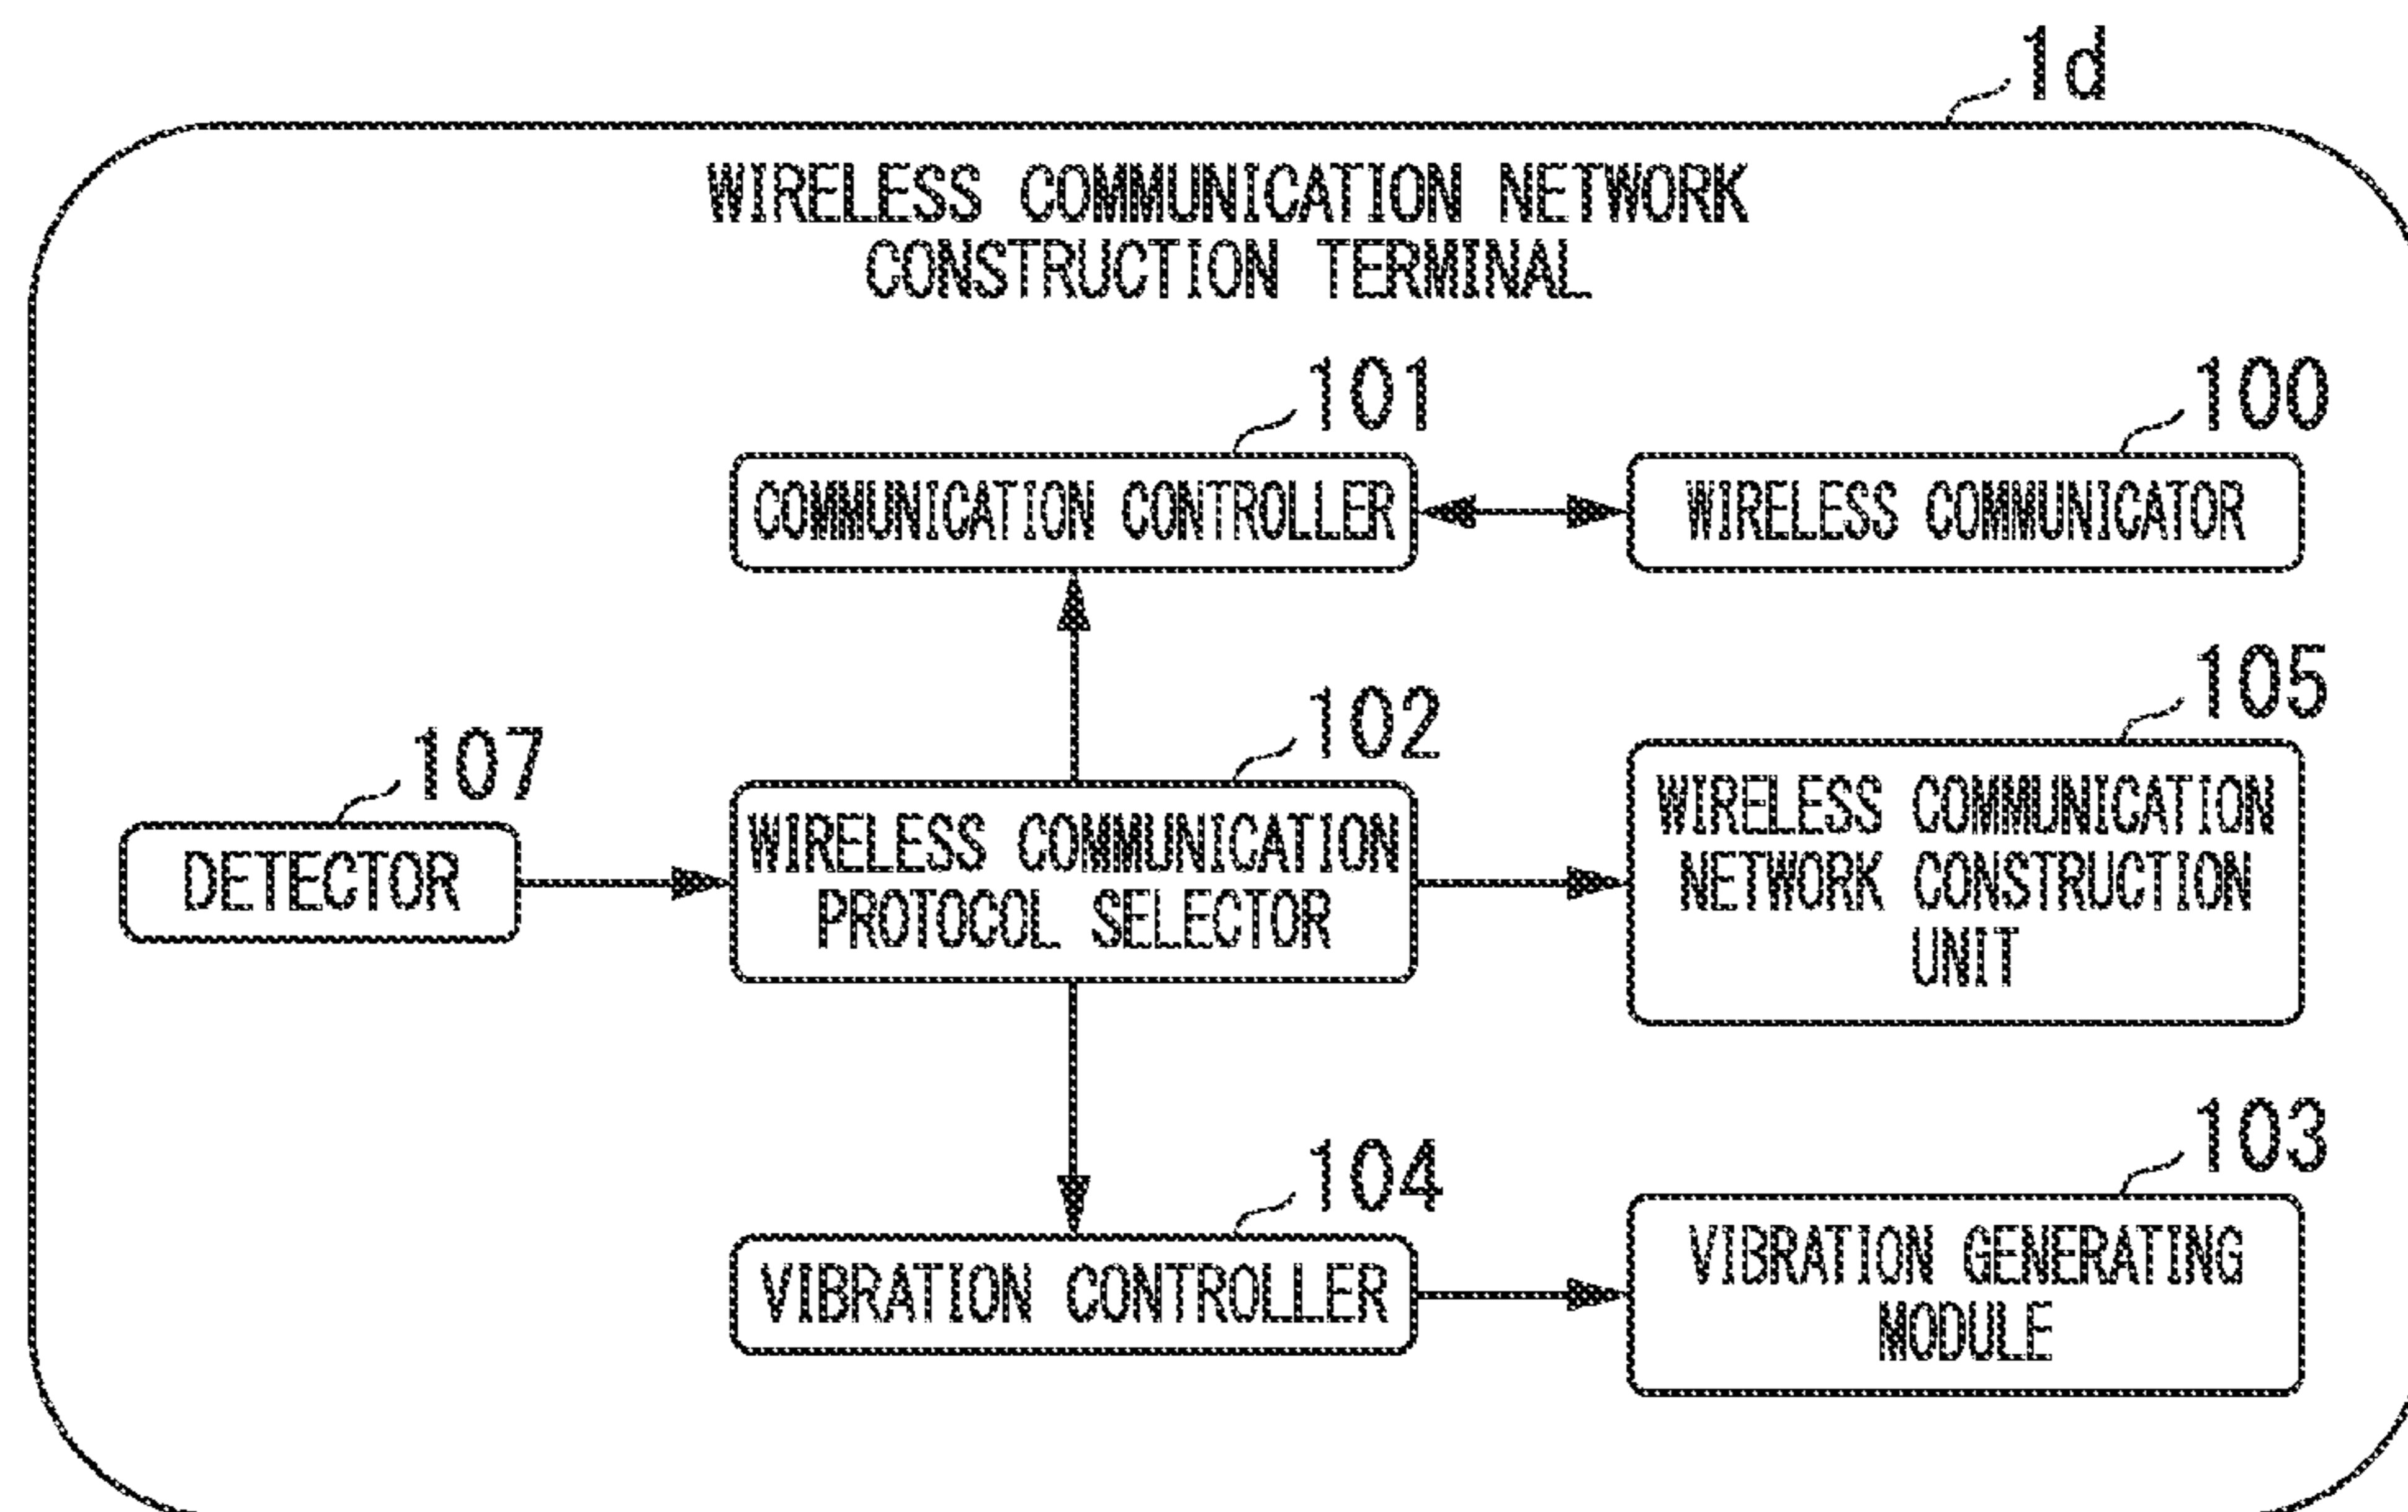 1d
WIRELESS COMMUNICATION NETWORK
CONSTRUCTION TERMINAL
101
COMMUNICATION CONTROLLER
100
WIRELESS COMMUNICATOR
107
DETECTOR
102
WIRELESS COMMUNICATION
PROTOCOL SELECTOR
105
WIRELESS COMMUNICATION
NETWORK CONSTRUCTION
UNIT
104
VIBRATION CONTROLLER
103
VIBRATION GENERATING
MODULE